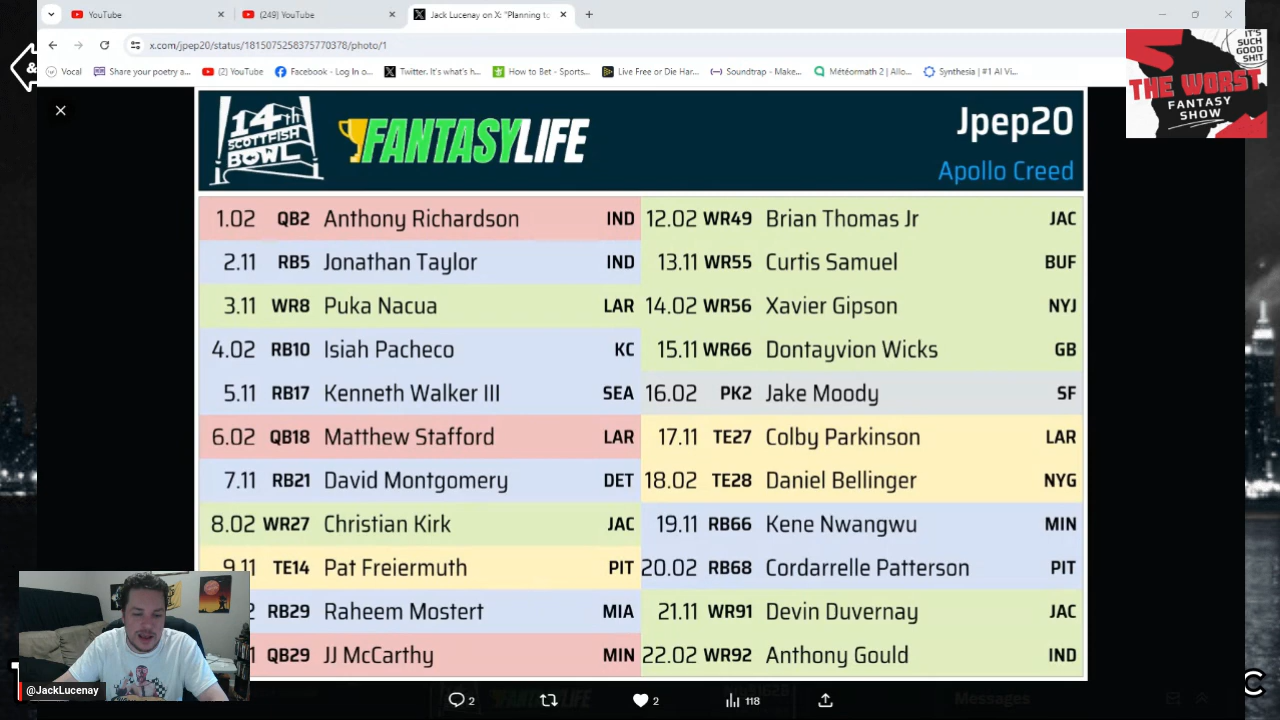 YouTube
(249) YouTube
Jack Lucenay on X: "Planning to
x.com/jpep20/status/1815075258375770378/photo/1
Vocal
Share your poetry a...
(2) YouTube
Facebook - Log In o...
Twitter. It's what's h...
How to Bet - Sports...
Live Free or Die Har...
Soundtrap - Make...
Météormath 2 | Allo...
Synthesia | #1 AI Vi...
IT'S SUCH GOOD SH!T!
THE WORST
FANTASY
SHOW
&
14th
SCOTTFISH
BOWL
FANTASYLIFE
Jpep20
Apollo Creed
1.02 QB2 Anthony Richardson IND
2.11 RB5 Jonathan Taylor IND
3.11 WR8 Puka Nacua LAR
4.02 RB10 Isiah Pacheco KC
5.11 RB17 Kenneth Walker III SEA
6.02 QB18 Matthew Stafford LAR
7.11 RB21 David Montgomery DET
8.02 WR27 Christian Kirk JAC
9.11 TE14 Pat Freiermuth PIT
2 RB29 Raheem Mostert MIA
1 QB29 JJ McCarthy MIN
12.02 WR49 Brian Thomas Jr JAC
13.11 WR55 Curtis Samuel BUF
14.02 WR56 Xavier Gipson NYJ
15.11 WR66 Dontayvion Wicks GB
16.02 PK2 Jake Moody SF
17.11 TE27 Colby Parkinson LAR
18.02 TE28 Daniel Bellinger NYG
19.11 RB66 Kene Nwangwu MIN
20.02 RB68 Cordarrelle Patterson PIT
21.11 WR91 Devin Duvernay JAC
22.02 WR92 Anthony Gould IND
@JackLucenay
2
2
118
FANTASYLIFE
Messages
C